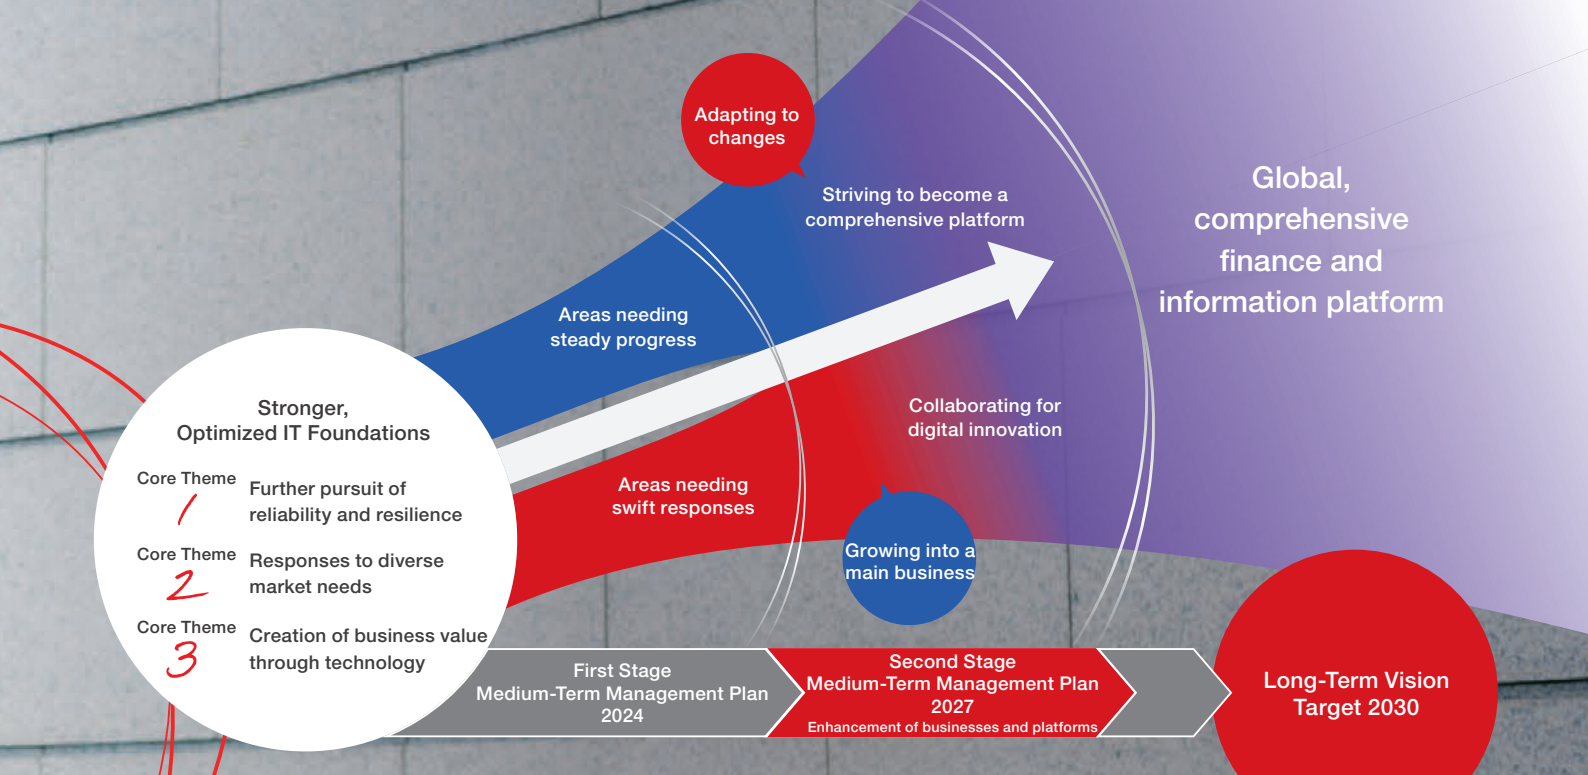 Adapting to
changes
Striving to become a
comprehensive platform
Global,
comprehensive
finance and
information platform
Areas needing
steady progress
Stronger,
Optimized IT Foundations
Core Theme
1
Further pursuit of
reliability and resilience
Core Theme
2
Responses to diverse
market needs
Core Theme
3
Creation of business value
through technology
Collaborating for
digital innovation
Areas needing
swift responses
Growing into a
main business
First Stage
Medium-Term Management Plan
2024
Second Stage
Medium-Term Management Plan
2027
Enhancement of businesses and platforms
Long-Term Vision
Target 2030